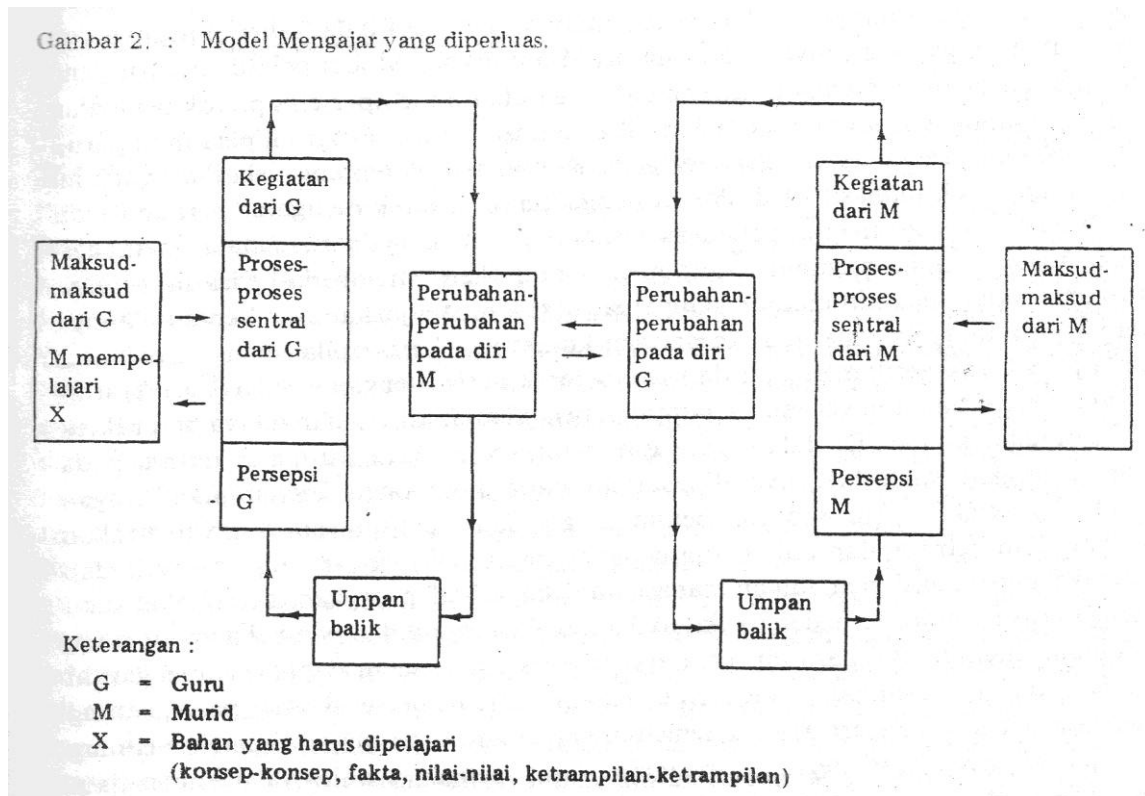 Gambar 2. : Model Mengajar yang diperluas.
Kegiatan
dari G
Maksud-
maksud
dari G
M mempe-
lajari
X
Proses-
proses
sentral
dari G
Persepsi
G
Perubahan-
perubahan
pada diri
M
Umpan
balik
Perubahan-
perubahan
pada diri
G
Umpan
balik
Kegiatan
dari M
Proses-
proses
sentral
dari M
Persepsi
M
Maksud-
maksud
dari M
Keterangan :
G = Guru
M = Murid
X = Bahan yang harus dipelajari
(konsep-konsep, fakta, nilai-nilai, ketrampilan-ketrampilan)